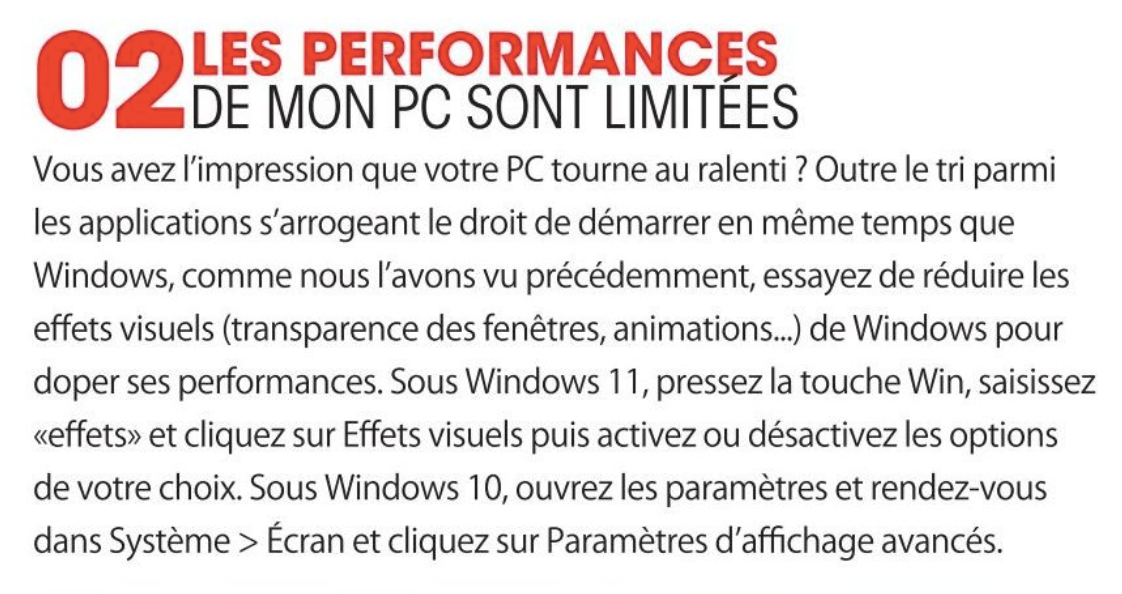 02 LES PERFORMANCES
DE MON PC SONT LIMITÉES
Vous avez l’impression que votre PC tourne au ralenti ? Outre le tri parmi
les applications s’arrogeant le droit de démarrer en même temps que
Windows, comme nous l’avons vu précédemment, essayez de réduire les
effets visuels (transparence des fenêtres, animations...) de Windows pour
doper ses performances. Sous Windows 11, pressez la touche Win, saisissez
«effets» et cliquez sur Effets visuels puis activez ou désactivez les options
de votre choix. Sous Windows 10, ouvrez les paramètres et rendez-vous
dans Système > Écran et cliquez sur Paramètres d’affichage avancés.